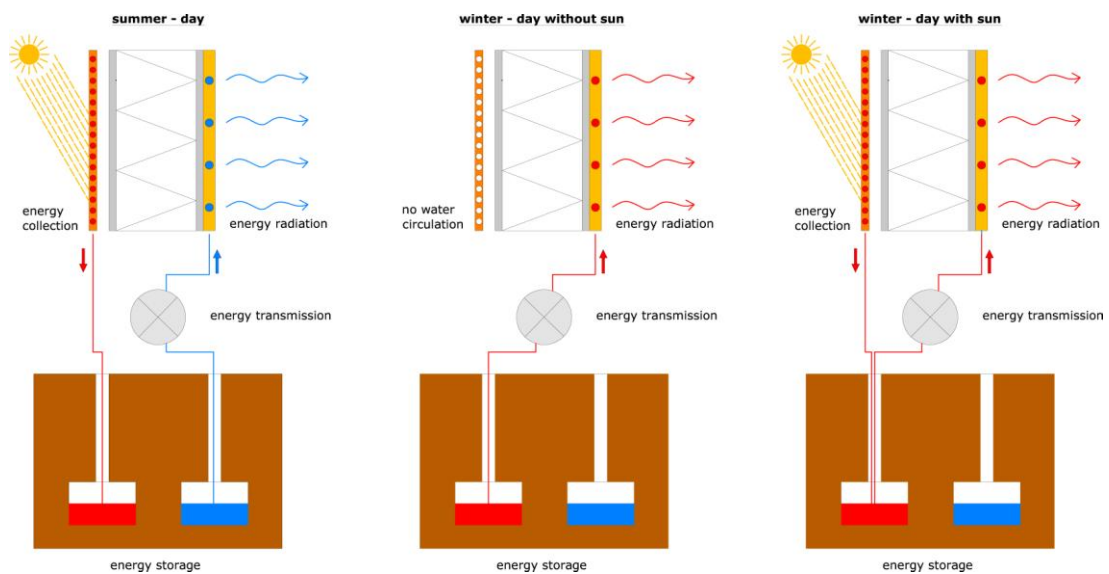 summer - day
energy
collection
energy radiation
energy transmission
energy storage
winter - day without sun
no water
circulation
energy radiation
energy transmission
energy storage
winter - day with sun
energy
collection
energy radiation
energy transmission
energy storage